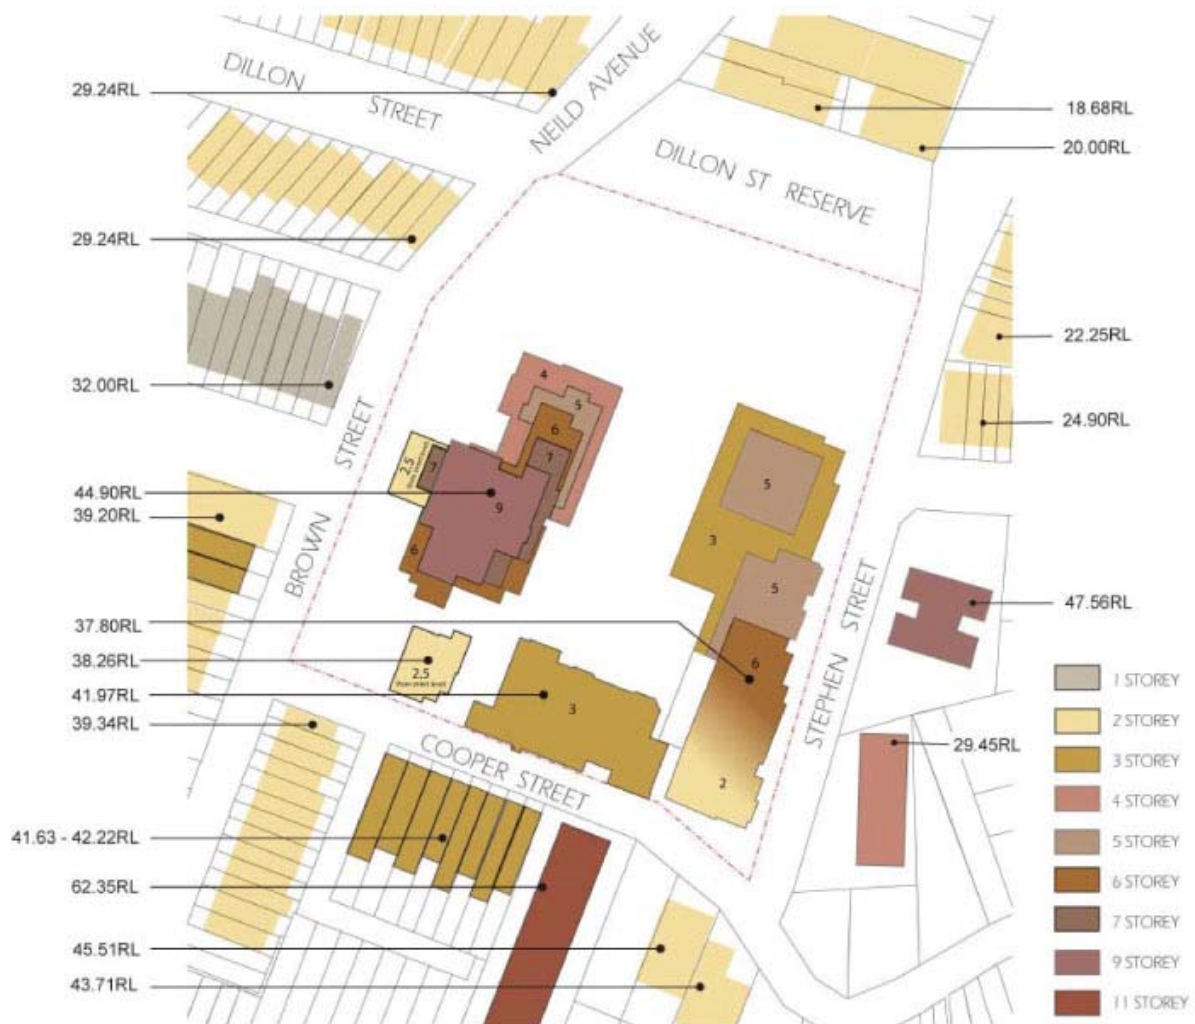 DILLON
STREET
NEILD AVENUE
29.24RL
18.68RL
20.00RL
DILLON ST RESERVE
29.24RL
22.25RL
32.00RL
24.90RL
STREET
BROWN
4
5
6
7
2.5
7
9
6
44.90RL
39.20RL
5
3
5
6
2
STEPHEN STREET
47.56RL
37.80RL
38.26RL
2.5
41.97RL
3
39.34RL
COOPER STREET
29.45RL
41.63 - 42.22RL
62.35RL
45.51RL
43.71RL
1 STOREY
2 STOREY
3 STOREY
4 STOREY
5 STOREY
6 STOREY
7 STOREY
9 STOREY
11 STOREY